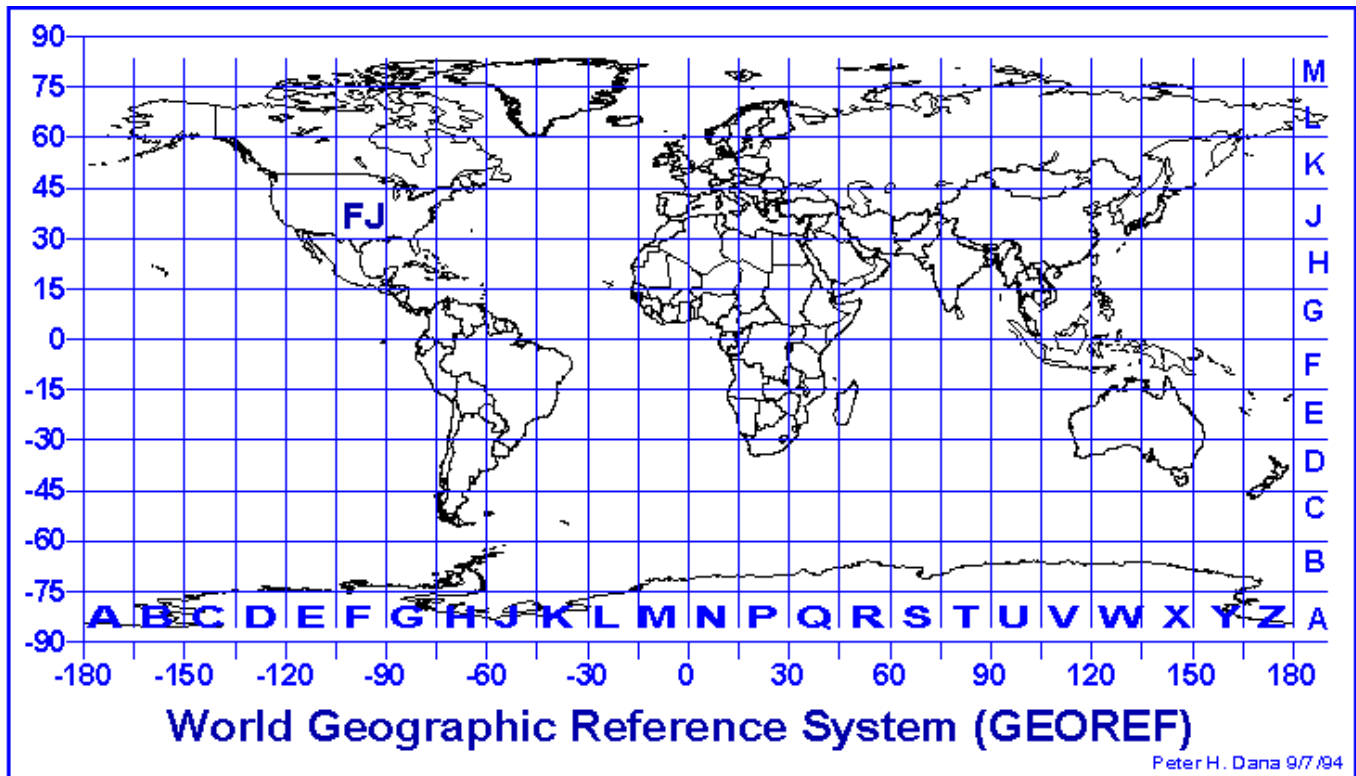 90
75
60
45
30
15
0
-15
-30
-45
-60
-75
-90
M
L
K
J
H
G
F
E
D
C
B
A
FJ
A B C D E F G H J K L M N P Q R S T U V W X Y Z
-180 -150 -120 -90 -60 -30 0 30 60 90 120 150 180
World Geographic Reference System (GEOREF)
Peter H. Dana 9/7/94